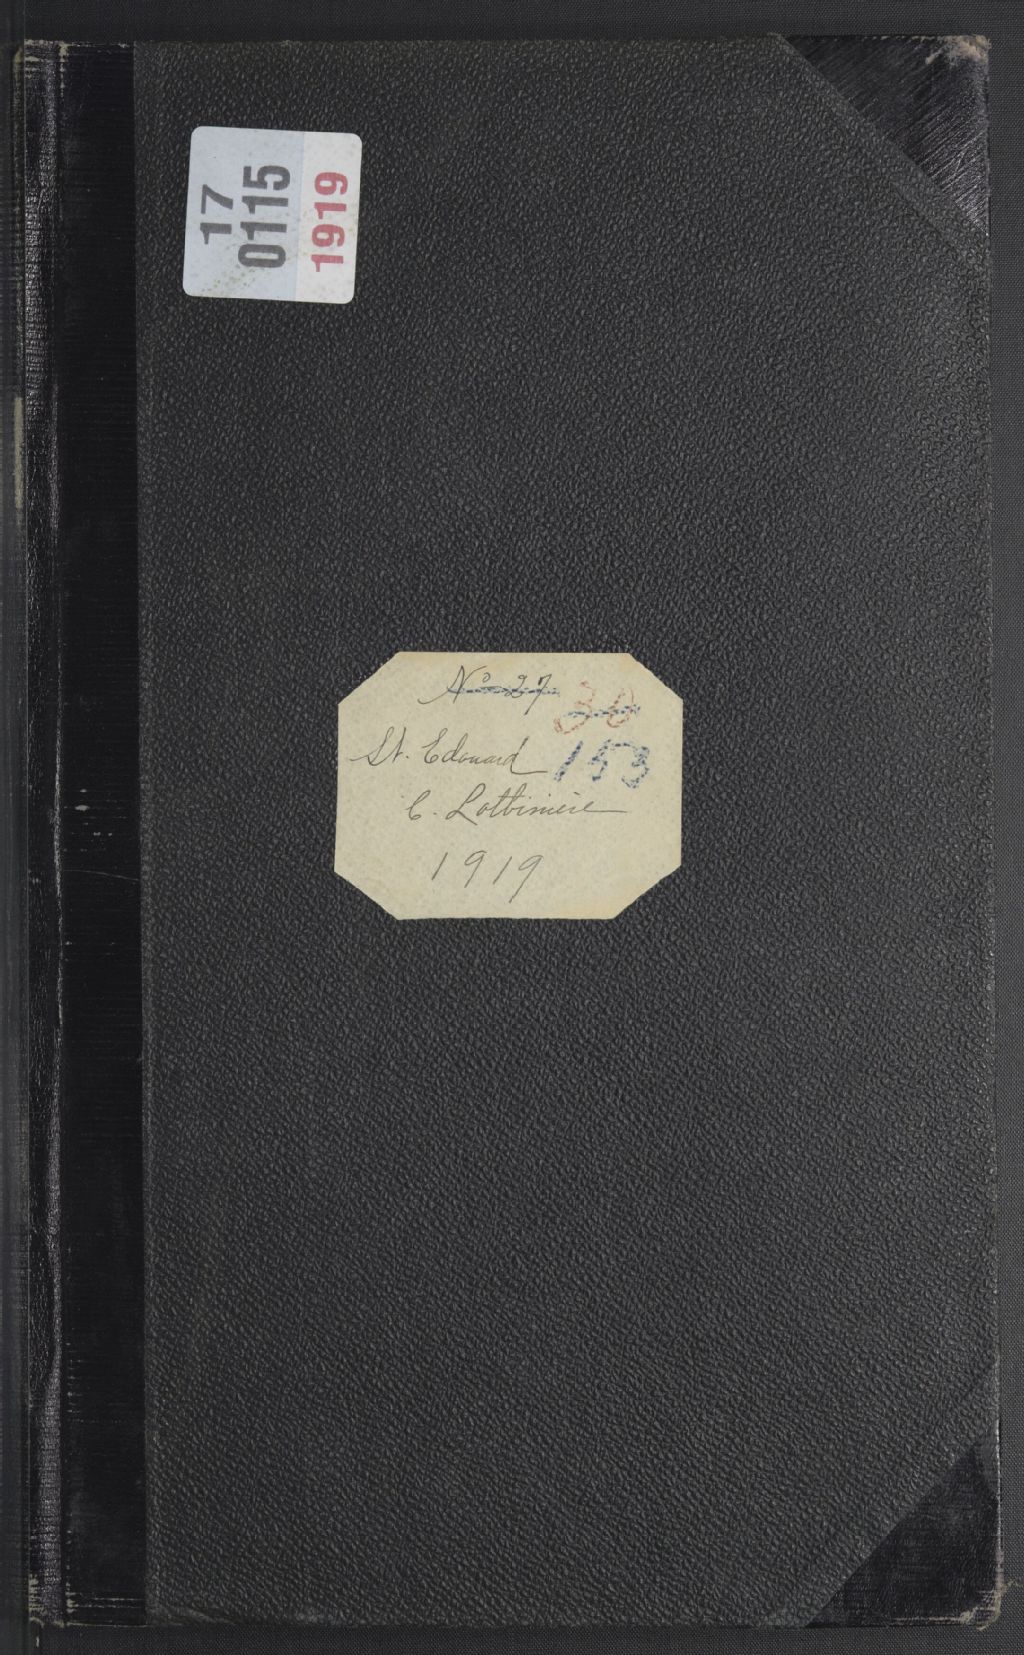 17
0115
1919
No 27
30
St. Edouard
153
C. Lotbinière
1919